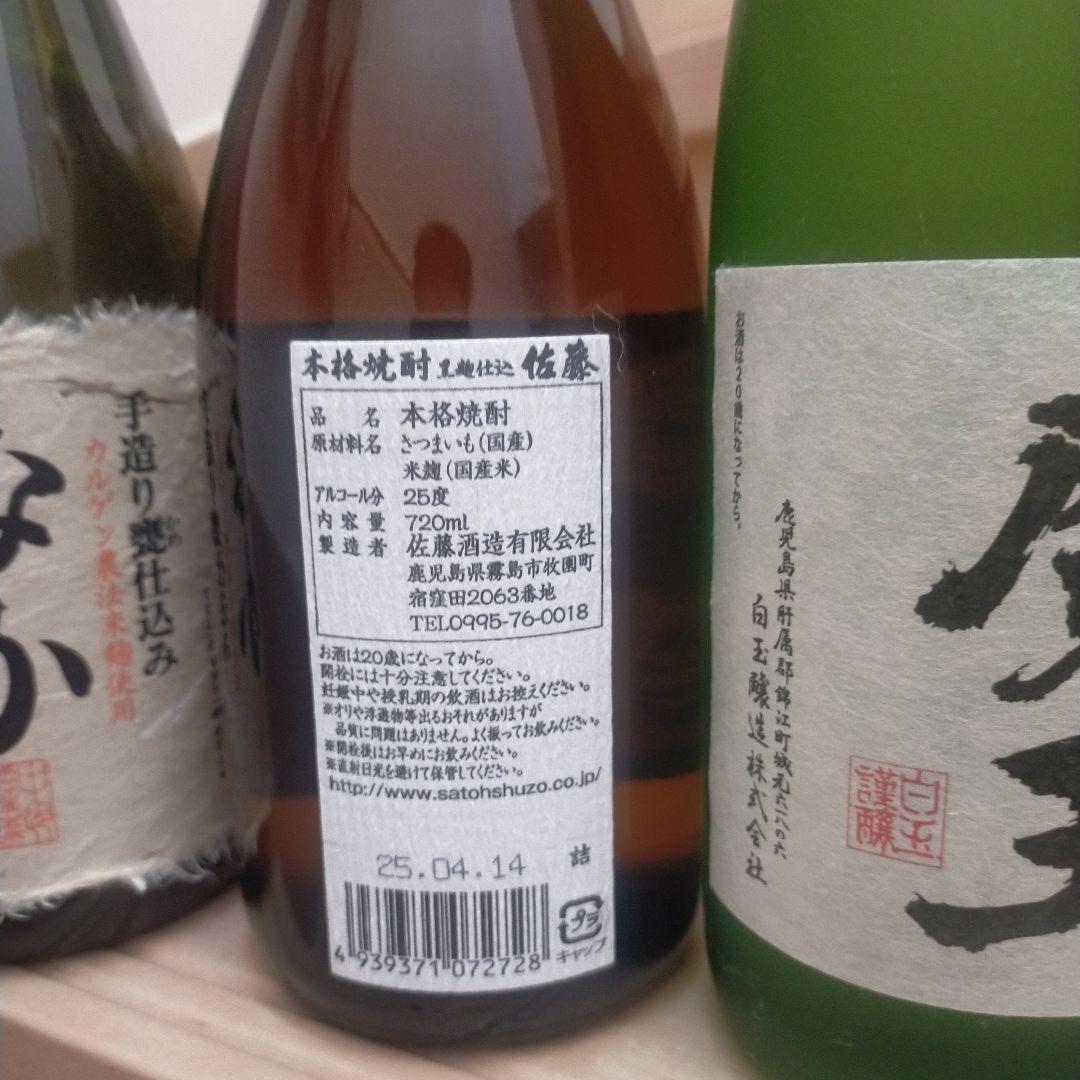 手造り甕仕込み
カルゲン農法米麹使用
なか
本格焼酎 黒麹仕込 佐藤
品名 本格焼酎
原材料名 さつまいも(国産)
米麹(国産米)
アルコール分 25度
内容量 720ml
製造者 佐藤酒造有限会社
鹿児島県霧島市牧園町
宿窪田2063番地
TEL0995-76-0018
お酒は20歳になってから。
開栓には十分注意してください。
妊娠中や授乳期の飲酒はお控えください。
※オリや浮遊物等出るおそれがありますが
品質に問題はありません。よく振ってお飲みください。
※開栓後はお早めにお飲みください。
※直射日光を避けて保管してください。
http://www.satohshuzo.co.jp/
25.04.14 詰
4 939371 072728
プラ
キャップ
お酒は20歳になってから。
鹿児島県肝属郡錦江町城元六一八の六
白玉醸造株式会社
白玉
謹醸